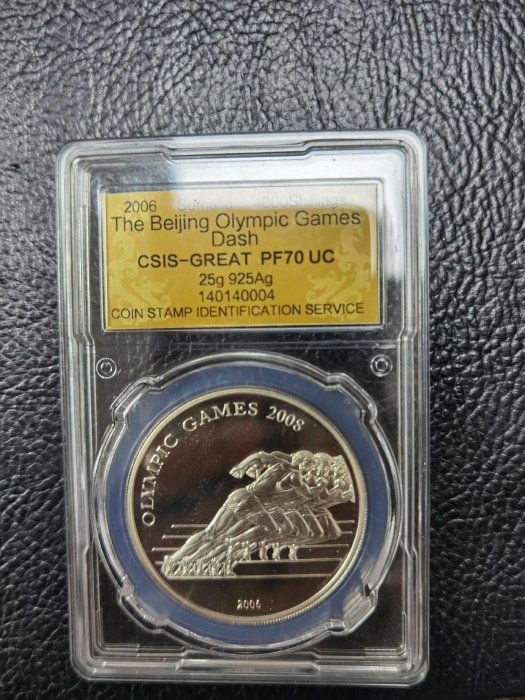 2006 Somalia 4000Shillings
The Beijing Olympic Games
Dash
CSIS-GREAT PF70 UC
25g 925Ag
140140004
COIN STAMP IDENTIFICATION SERVICE
OLYMPIC GAMES 2008
2006